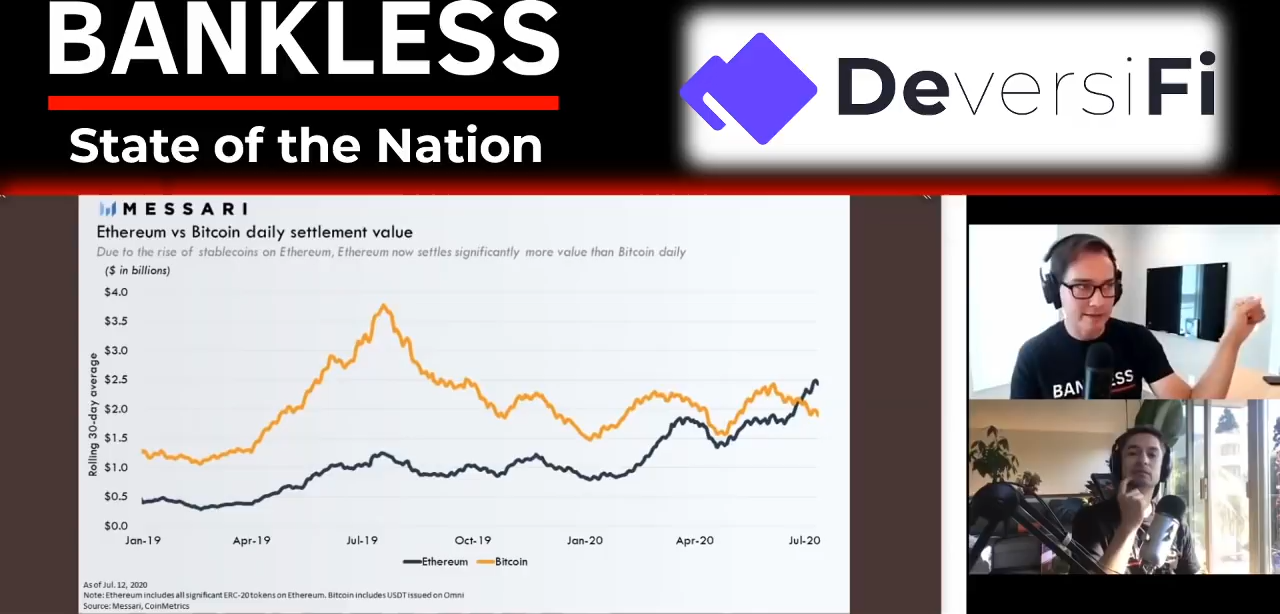 BANKLESS
State of the Nation
DeversiFi
MESSARI
Ethereum vs Bitcoin daily settlement value
Due to the rise of stablecoins on Ethereum, Ethereum now settles significantly more value than Bitcoin daily
($ in billions)
$4.0
$3.5
$3.0
$2.5
$2.0
$1.5
$1.0
$0.5
$0.0
Rolling 30-day average
Jan-19 Apr-19 Jul-19 Oct-19 Jan-20 Apr-20 Jul-20
Ethereum Bitcoin
As of Jul. 12, 2020
Note: Ethereum includes all significant ERC-20 tokens on Ethereum. Bitcoin includes USDT issued on Omni
Source: Messari, CoinMetrics